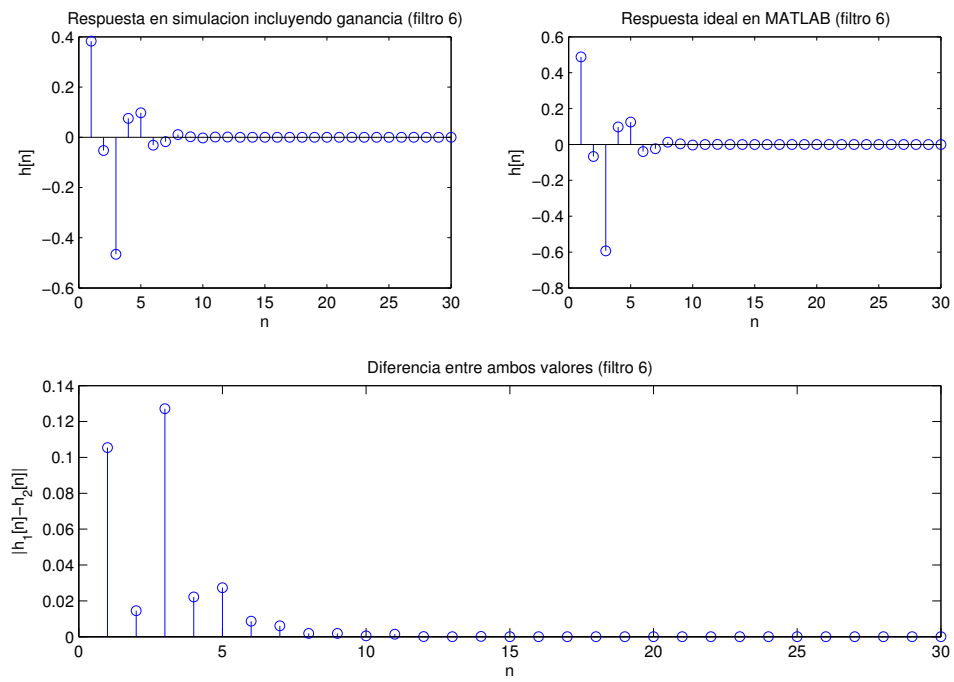 Respuesta en simulacion incluyendo ganancia (filtro 6)
0.4
0.2
0
−0.2
−0.4
−0.6
h[n]
0 5 10 15 20 25 30
n
Respuesta ideal en MATLAB (filtro 6)
0.6
0.4
0.2
0
−0.2
−0.4
−0.6
−0.8
h[n]
0 5 10 15 20 25 30
n
Diferencia entre ambos valores (filtro 6)
0.14
0.12
0.1
0.08
0.06
0.04
0.02
0
|h₁[n]−h₂[n]|
0 5 10 15 20 25 30
n